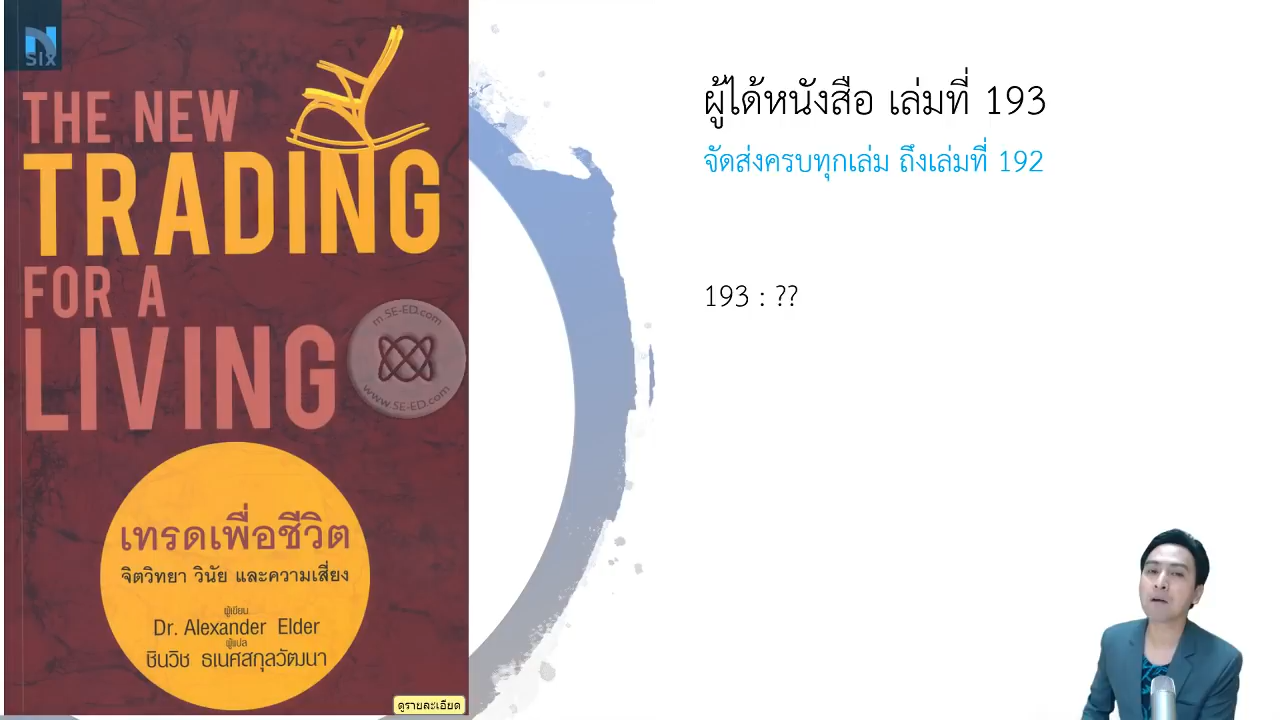 N
SIX
THE NEW
TRADING
FOR A
LIVING
m.SE-ED.com
www.SE-ED.com
เทรดเพื่อชีวิต
จิตวิทยา วินัย และความเสี่ยง
ผู้เขียน
Dr. Alexander Elder
ผู้แปล
ชินวิช ธเนศสกุลวัฒนา
ดูรายละเอียด
ผู้ได้หนังสือ เล่มที่ 193
จัดส่งครบทุกเล่ม ถึงเล่มที่ 192
193 : ??